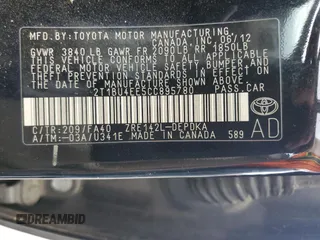 MFD.BY:TOYOTA MOTOR MANUFACTURING
CANADA INC. 06/12
GVWR 3840LB GAWR FR 2090LB RR 1850LB
THIS VEHICLE CONFORMS TO ALL APPLICABLE
FEDERAL MOTOR VEHICLE SAFETY, BUMPER, AND
THEFT PREVENTION STANDARDS IN EFFECT ON THE
DATE OF MANUFACTURE SHOWN ABOVE.
2T1BU4EE5CC895780 PASS.CAR
C/TR:209/FA40 ZRE142L-DEPDKA
A/TM:-03A/U341E MADE IN CANADA 589
AD
DREAMBID